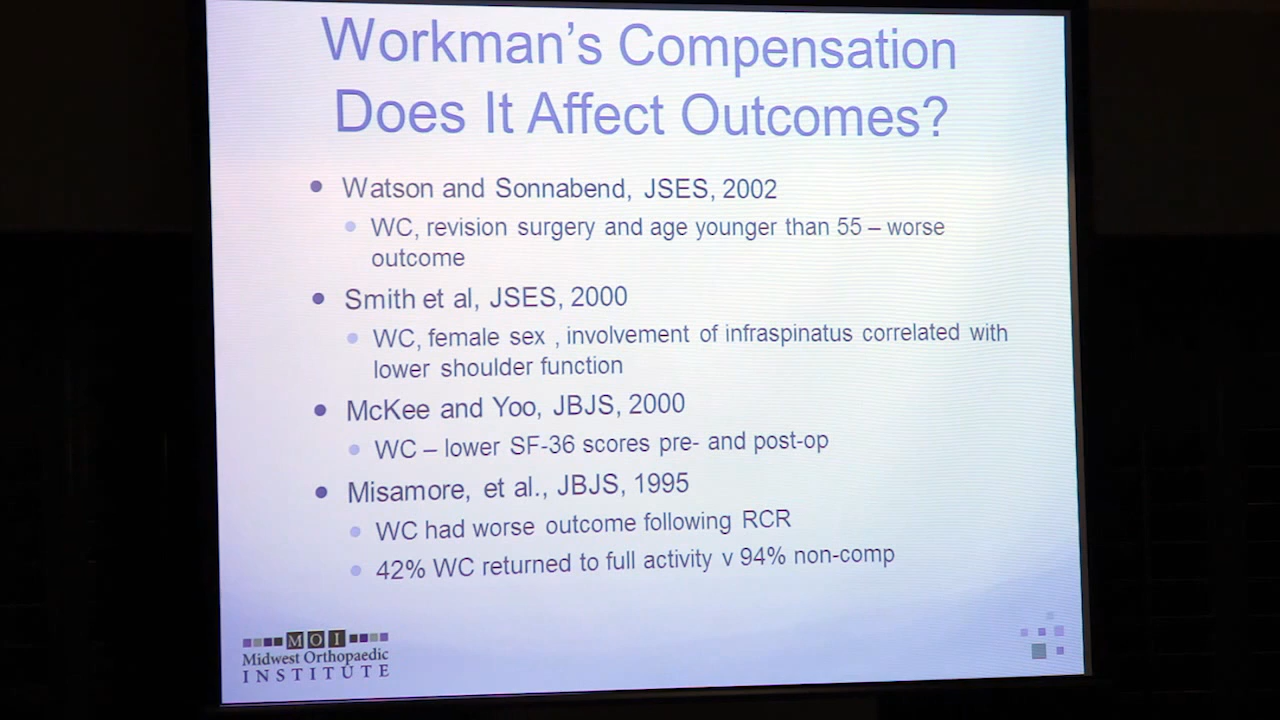 Workman's Compensation
Does It Affect Outcomes?
• Watson and Sonnabend, JSES, 2002
• WC, revision surgery and age younger than 55 – worse
outcome
• Smith et al, JSES, 2000
• WC, female sex , involvement of infraspinatus correlated with
lower shoulder function
• McKee and Yoo, JBJS, 2000
• WC – lower SF-36 scores pre- and post-op
• Misamore, et al., JBJS, 1995
• WC had worse outcome following RCR
• 42% WC returned to full activity v 94% non-comp
MOI
Midwest Orthopaedic
INSTITUTE